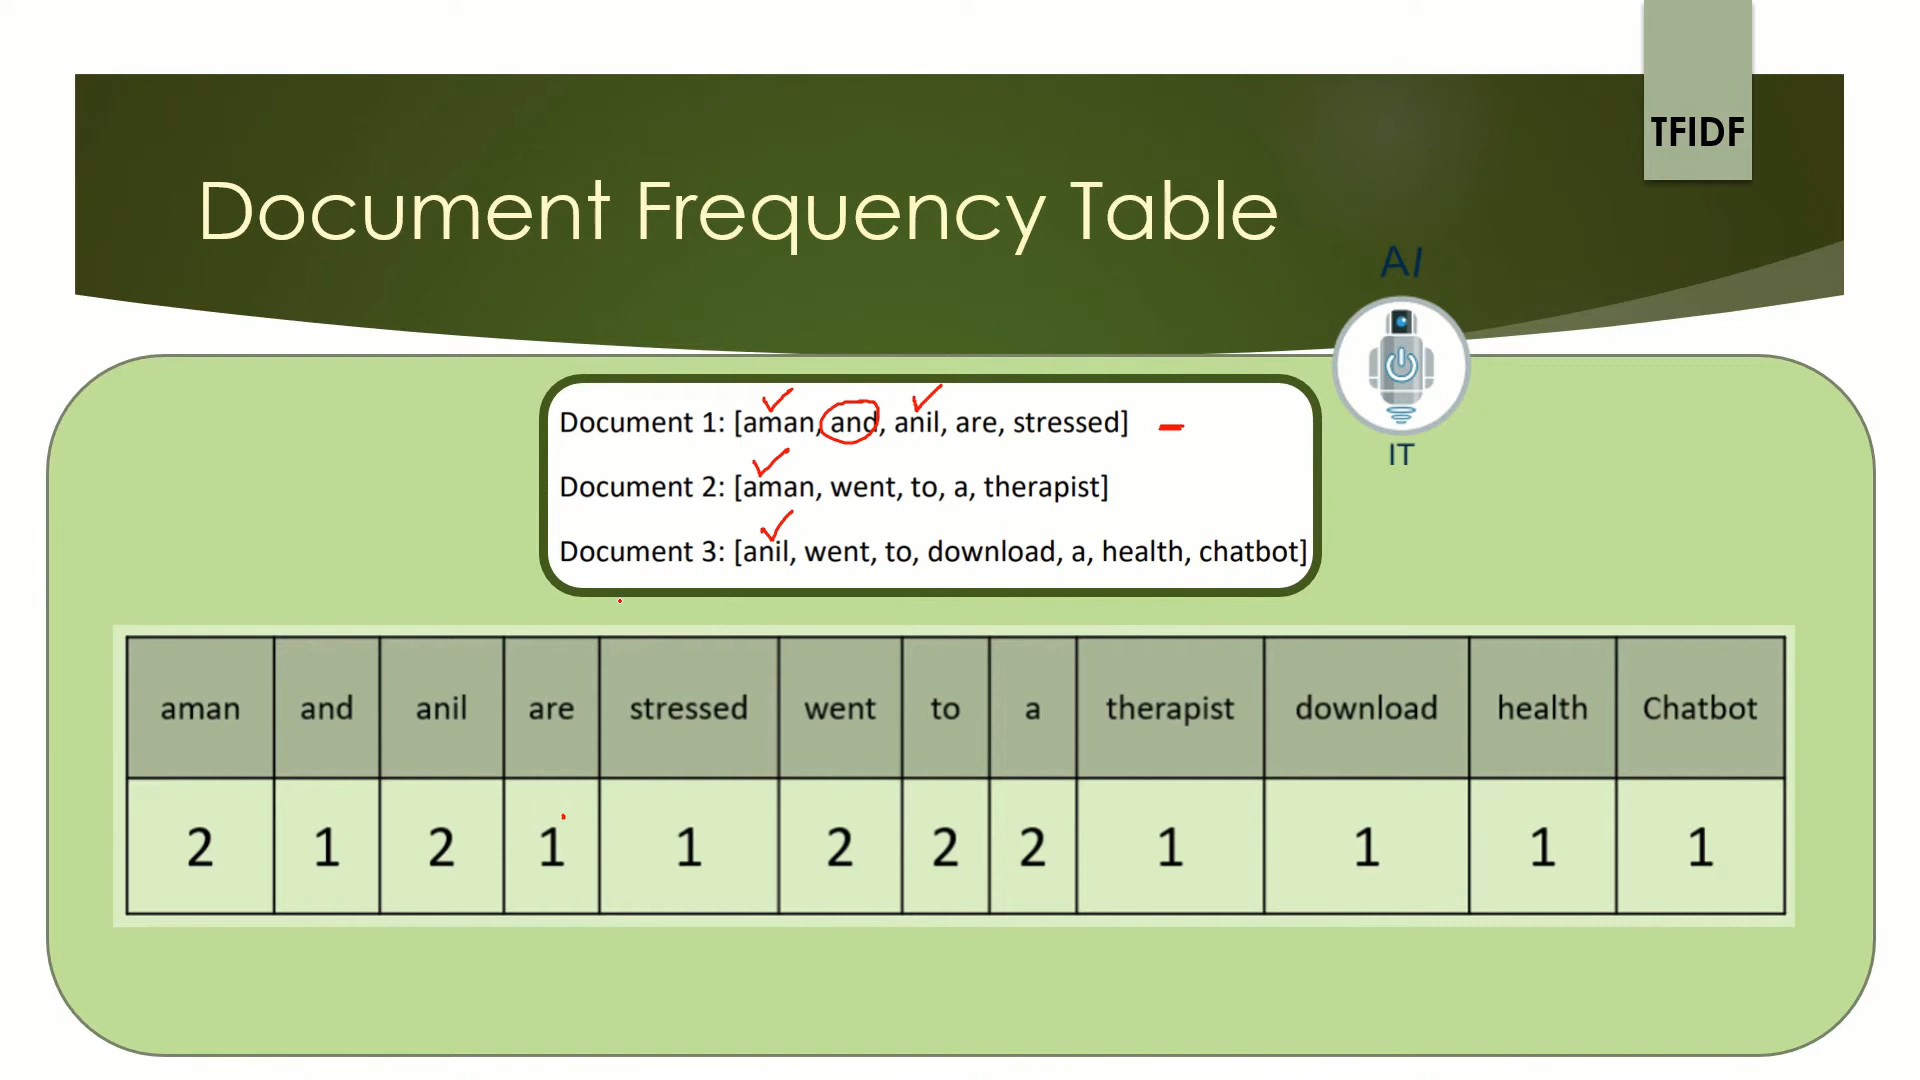 TFIDF
Document Frequency Table
AI
IT
Document 1: [aman, and, anil, are, stressed]
Document 2: [aman, went, to, a, therapist]
Document 3: [anil, went, to, download, a, health, chatbot]
aman and anil are stressed went to a therapist download health Chatbot
2 1 2 1 1 2 2 2 1 1 1 1